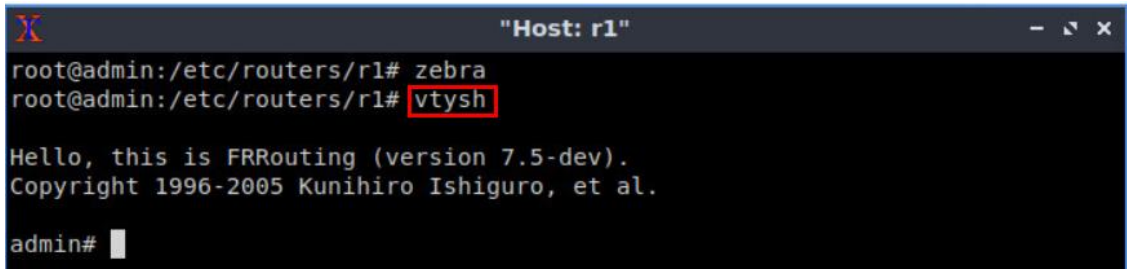 "Host: r1"
root@admin:/etc/routers/r1# zebra
root@admin:/etc/routers/r1# vtysh
Hello, this is FRRouting (version 7.5-dev).
Copyright 1996-2005 Kunihiro Ishiguro, et al.
admin#